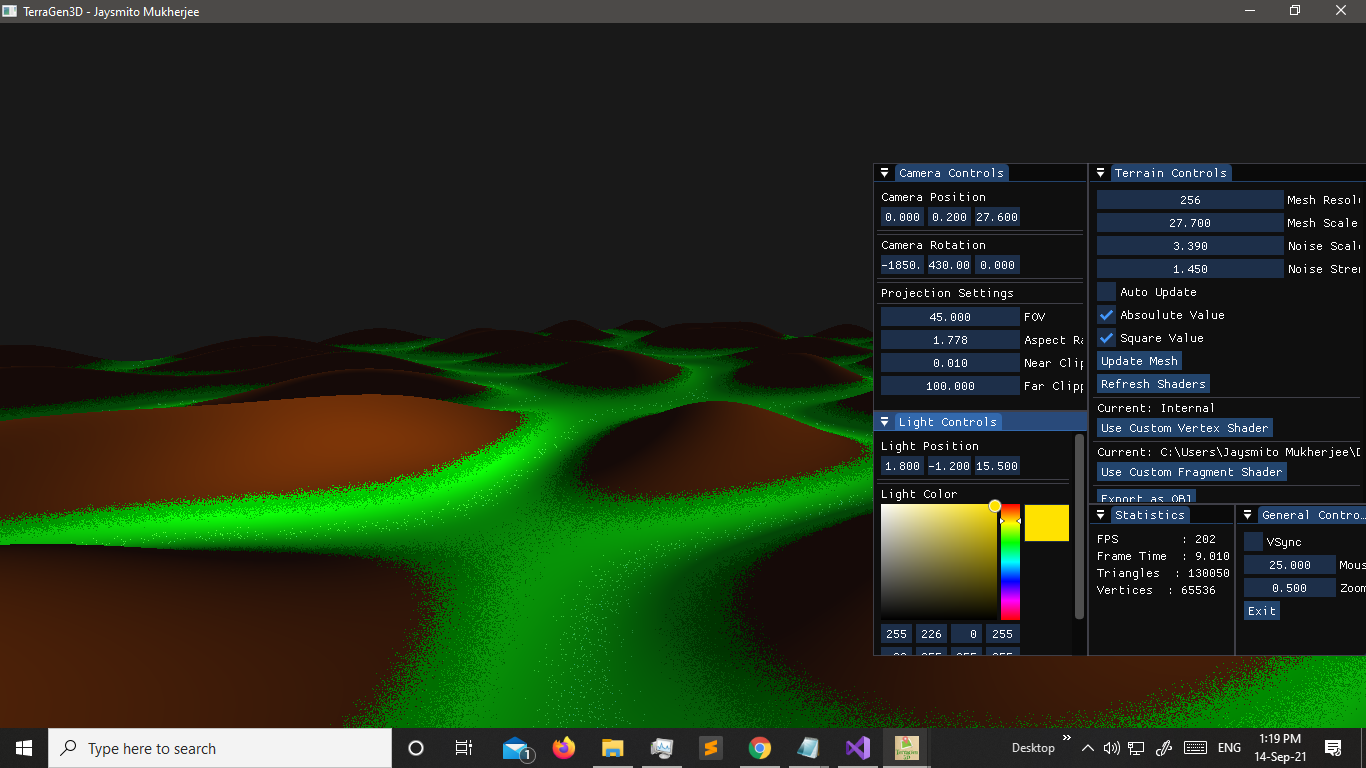 TerraGen3D - Jaysmito Mukherjee
Camera Controls
Camera Position
0.000 0.200 27.600
Camera Rotation
-1850. 430.00 0.000
Projection Settings
45.000 FOV
1.778 Aspect Ra
0.010 Near Clip
100.000 Far Clipp
Light Controls
Light Position
1.800 -1.200 15.500
Light Color
255 226 0 255
Terrain Controls
256 Mesh Resol
27.700 Mesh Scale
3.390 Noise Scal
1.450 Noise Stre
Auto Update
Absoulute Value
Square Value
Update Mesh
Refresh Shaders
Current: Internal
Use Custom Vertex Shader
Current: C:\Users\Jaysmito Mukherjee\D
Use Custom Fragment Shader
Export as OBJ
Statistics
FPS : 202
Frame Time : 9.010
Triangles : 130050
Vertices : 65536
General Contro...
VSync
25.000 Mous
0.500 Zoom
Exit
Type here to search
1
Desktop
ENG
1:19 PM
14-Sep-21